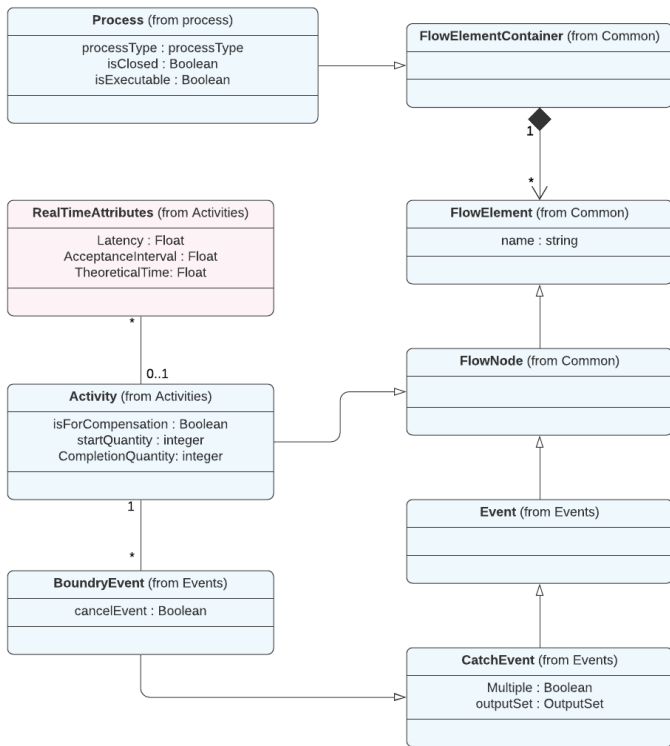 Process (from process)
processType : processType
isClosed : Boolean
isExecutable : Boolean
FlowElementContainer (from Common)
1
*
RealTimeAttributes (from Activities)
Latency : Float
AcceptanceInterval : Float
TheoreticalTime: Float
FlowElement (from Common)
name : string
*
0..1
FlowNode (from Common)
Activity (from Activities)
isForCompensation : Boolean
startQuantity : integer
CompletionQuantity: integer
1
*
Event (from Events)
BoundryEvent (from Events)
cancelEvent : Boolean
CatchEvent (from Events)
Multiple : Boolean
outputSet : OutputSet